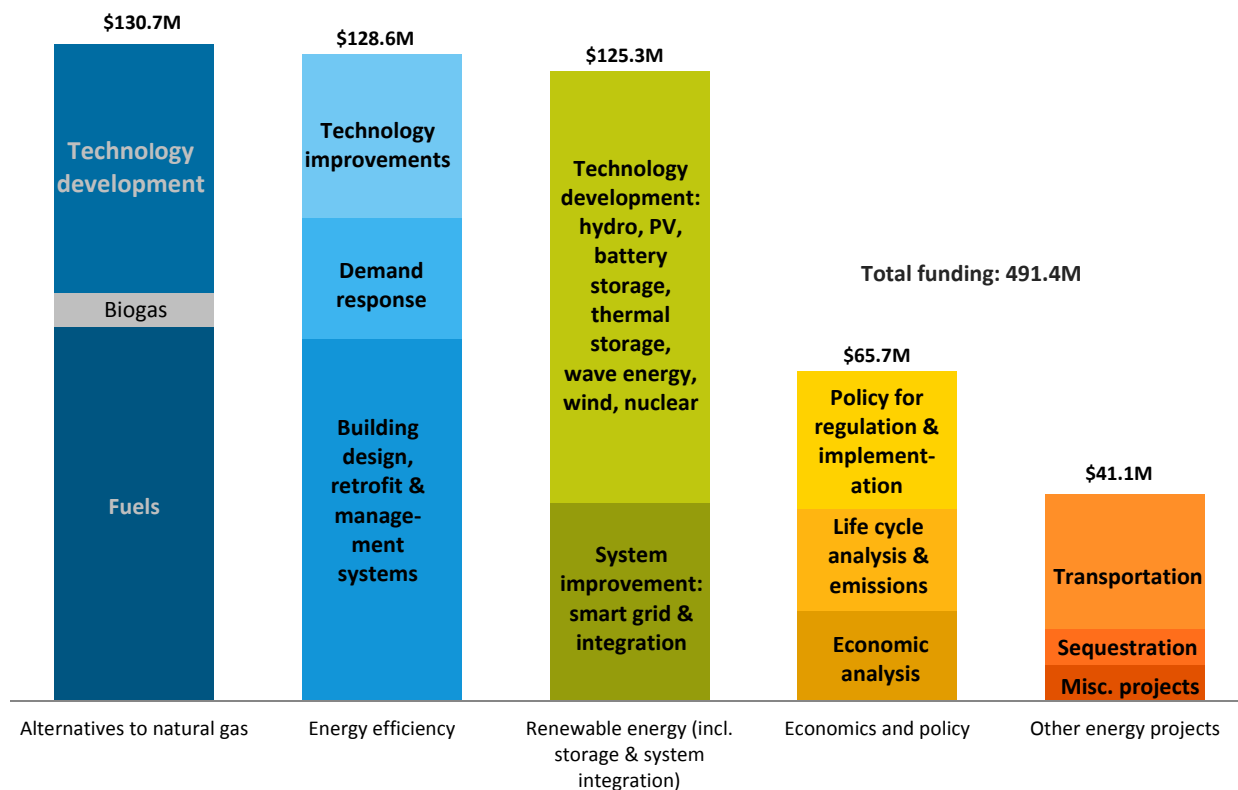 $130.7M
Technology
development
Biogas
Fuels
Alternatives to natural gas
$128.6M
Technology
improvements
Demand
response
Building
design,
retrofit &
manage-
ment
systems
Energy efficiency
$125.3M
Technology
development:
hydro, PV,
battery
storage,
thermal
storage,
wave energy,
wind, nuclear
System
improvement:
smart grid &
integration
Renewable energy (incl.
storage & system
integration)
Total funding: 491.4M
$65.7M
Policy for
regulation &
implement-
ation
Life cycle
analysis &
emissions
Economic
analysis
Economics and policy
$41.1M
Transportation
Sequestration
Misc. projects
Other energy projects